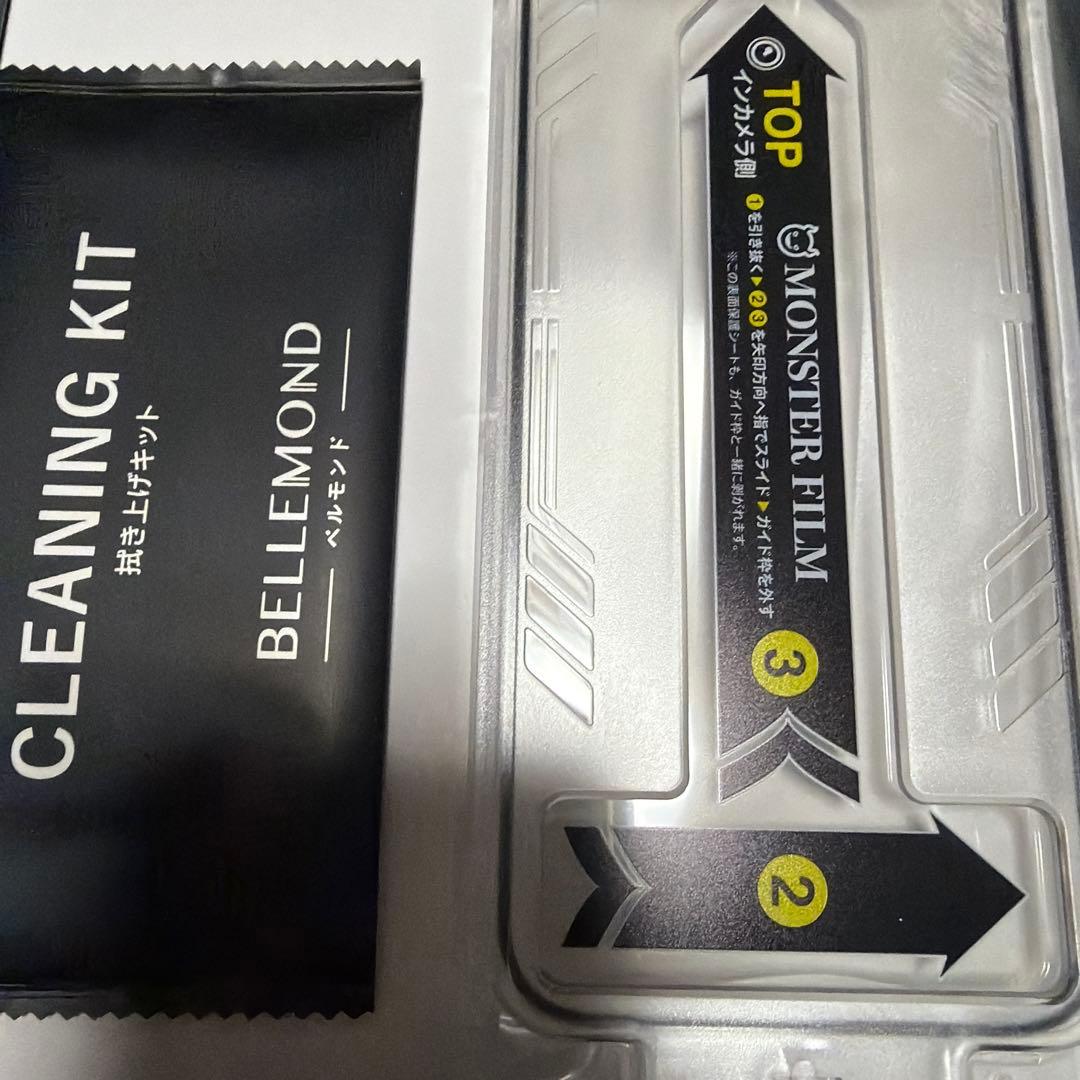 CLEANING KIT
拭き上げキット
BELLEMOND
ベルモンド
TOP
インカメラ側
MONSTER FILM
①を引き抜く▶②③を矢印方向へ指でスライド▶ガイド枠を外す
※この表面保護シートも、ガイド枠と一緒に剥がれます。
3
2